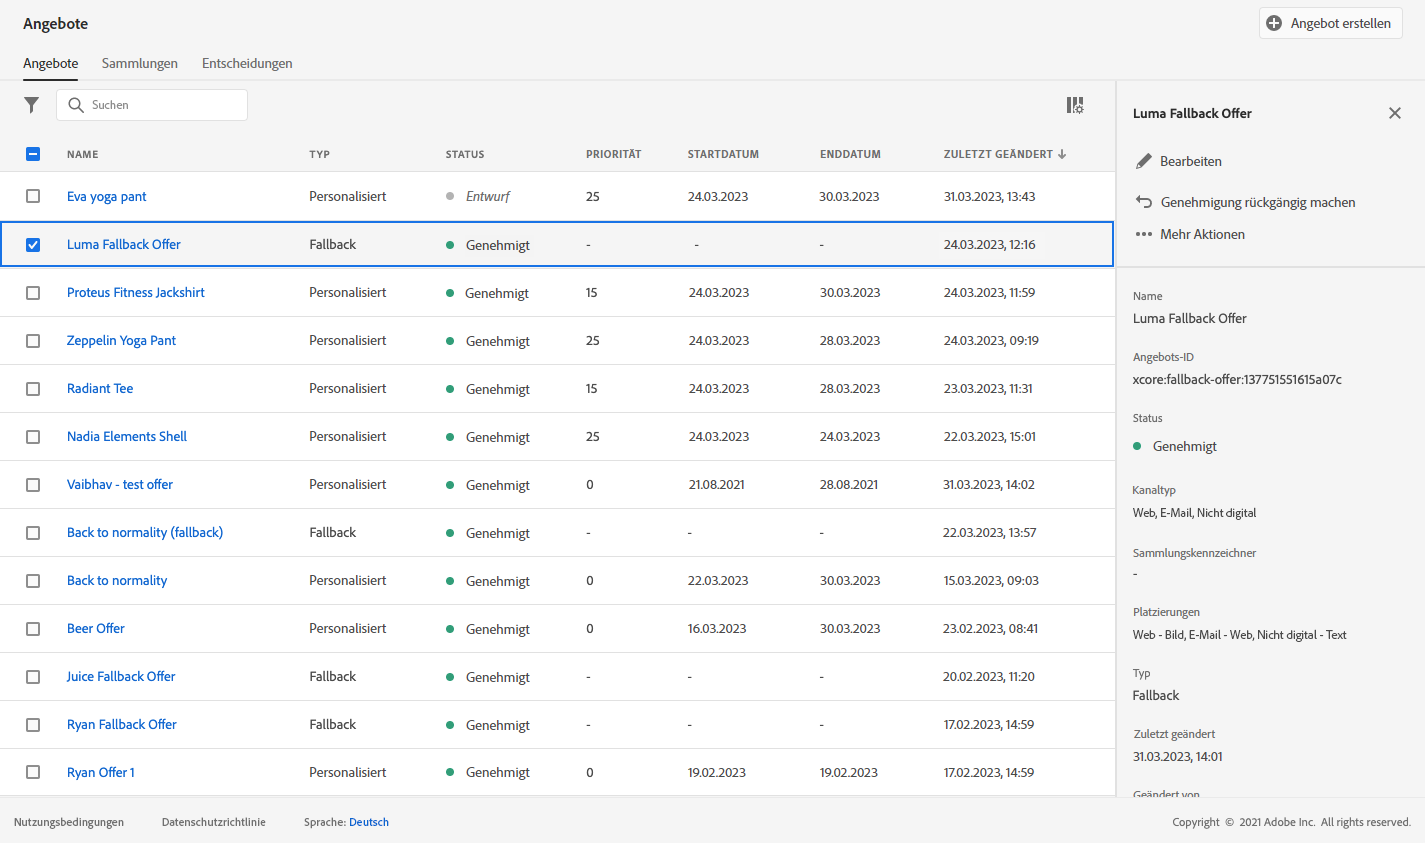 Angebote
Angebot erstellen
Angebote Sammlungen Entscheidungen
Suchen
NAME TYP STATUS PRIORITÄT STARTDATUM ENDDATUM ZULETZT GEÄNDERT
Eva yoga pant Personalisiert Entwurf 25 24.03.2023 30.03.2023 31.03.2023, 13:43
Luma Fallback Offer Fallback Genehmigt - - - 24.03.2023, 12:16
Proteus Fitness Jackshirt Personalisiert Genehmigt 15 24.03.2023 30.03.2023 24.03.2023, 11:59
Zeppelin Yoga Pant Personalisiert Genehmigt 25 24.03.2023 28.03.2023 24.03.2023, 09:19
Radiant Tee Personalisiert Genehmigt 15 24.03.2023 28.03.2023 23.03.2023, 11:31
Nadia Elements Shell Personalisiert Genehmigt 25 24.03.2023 24.03.2023 22.03.2023, 15:01
Vaibhav - test offer Personalisiert Genehmigt 0 21.08.2021 28.08.2021 31.03.2023, 14:02
Back to normality (fallback) Fallback Genehmigt - - - 22.03.2023, 13:57
Back to normality Personalisiert Genehmigt 0 22.03.2023 30.03.2023 15.03.2023, 09:03
Beer Offer Personalisiert Genehmigt 0 16.03.2023 30.03.2023 23.02.2023, 08:41
Juice Fallback Offer Fallback Genehmigt - - - 20.02.2023, 11:20
Ryan Fallback Offer Fallback Genehmigt - - - 17.02.2023, 14:59
Ryan Offer 1 Personalisiert Genehmigt 0 19.02.2023 19.02.2023 17.02.2023, 14:59
Luma Fallback Offer
Bearbeiten
Genehmigung rückgängig machen
Mehr Aktionen
Name
Luma Fallback Offer
Angebots-ID
xcore:fallback-offer:137751551615a07c
Status
Genehmigt
Kanaltyp
Web, E-Mail, Nicht digital
Sammlungskennzeichner
-
Platzierungen
Web - Bild, E-Mail - Web, Nicht digital - Text
Typ
Fallback
Zuletzt geändert
31.03.2023, 14:01
Geändert von
Nutzungsbedingungen Datenschutzrichtlinie Sprache: Deutsch Copyright © 2021 Adobe Inc. All rights reserved.